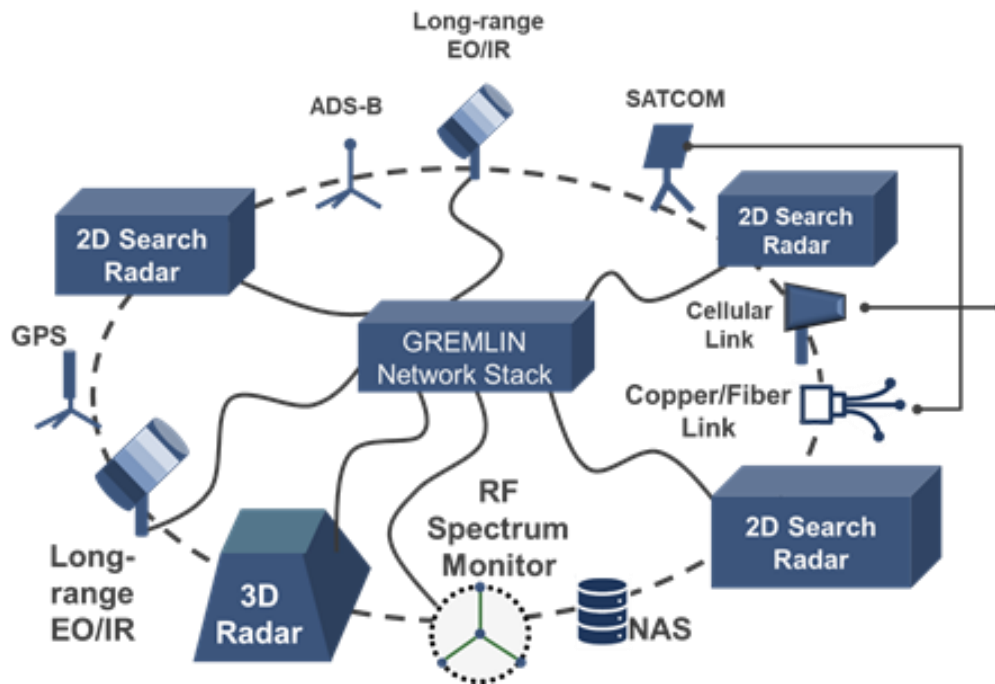 Long-range
EO/IR
ADS-B
SATCOM
2D Search
Radar
2D Search
Radar
GPS
GREMLIN
Network Stack
Cellular
Link
Copper/Fiber
Link
Long-
range
EO/IR
3D
Radar
RF
Spectrum
Monitor
NAS
2D Search
Radar